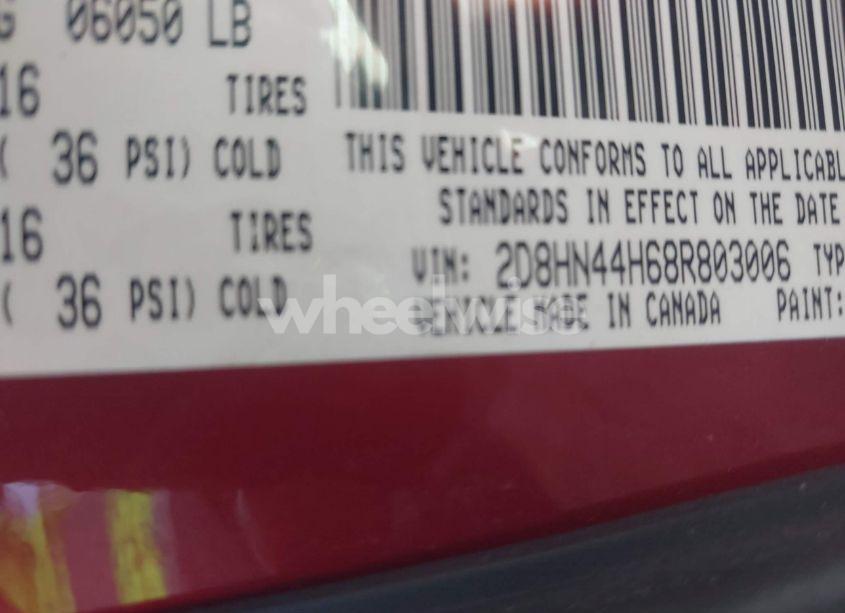 G 06050 LB
16 TIRES
( 36 PSI) COLD
16 TIRES
( 36 PSI) COLD
THIS VEHICLE CONFORMS TO ALL APPLICABL
STANDARDS IN EFFECT ON THE DATE
VIN: 2D8HN44H68R803006 TYP
VEHICLE MADE IN CANADA PAINT:
wheelwise